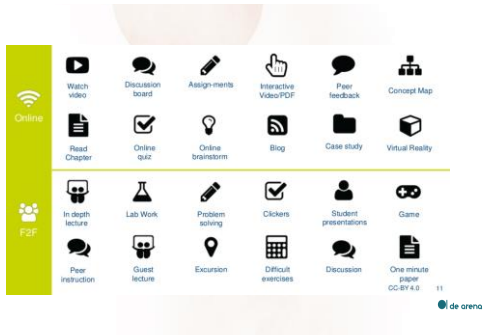 Online
Watch
video
Discussion
board
Assign-ments
Interactive
Video/PDF
Peer
feedback
Concept Map
Read
Chapter
Online
quiz
Online
brainstorm
Blog
Case study
Virtual Reality
F2F
In depth
lecture
Lab Work
Problem
solving
Clickers
Student
presentations
Game
Peer
instruction
Guest
lecture
Excursion
Difficult
exercises
Discussion
One minute
paper
CC-BY 4.0 11
de arena